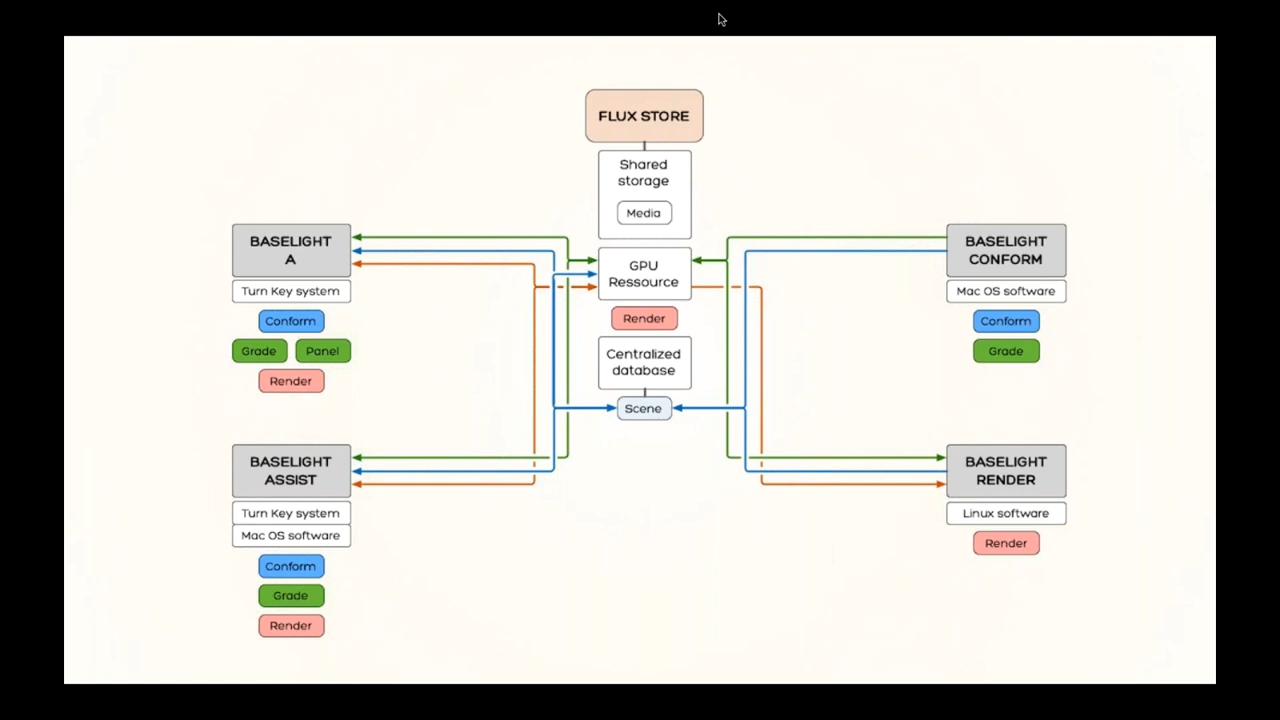 FLUX STORE
Shared
storage
Media
GPU
Ressource
Render
Centralized
database
Scene
BASELIGHT
A
Turn Key system
Conform
Grade Panel
Render
BASELIGHT
ASSIST
Turn Key system
Mac OS software
Conform
Grade
Render
BASELIGHT
CONFORM
Mac OS software
Conform
Grade
BASELIGHT
RENDER
Linux software
Render